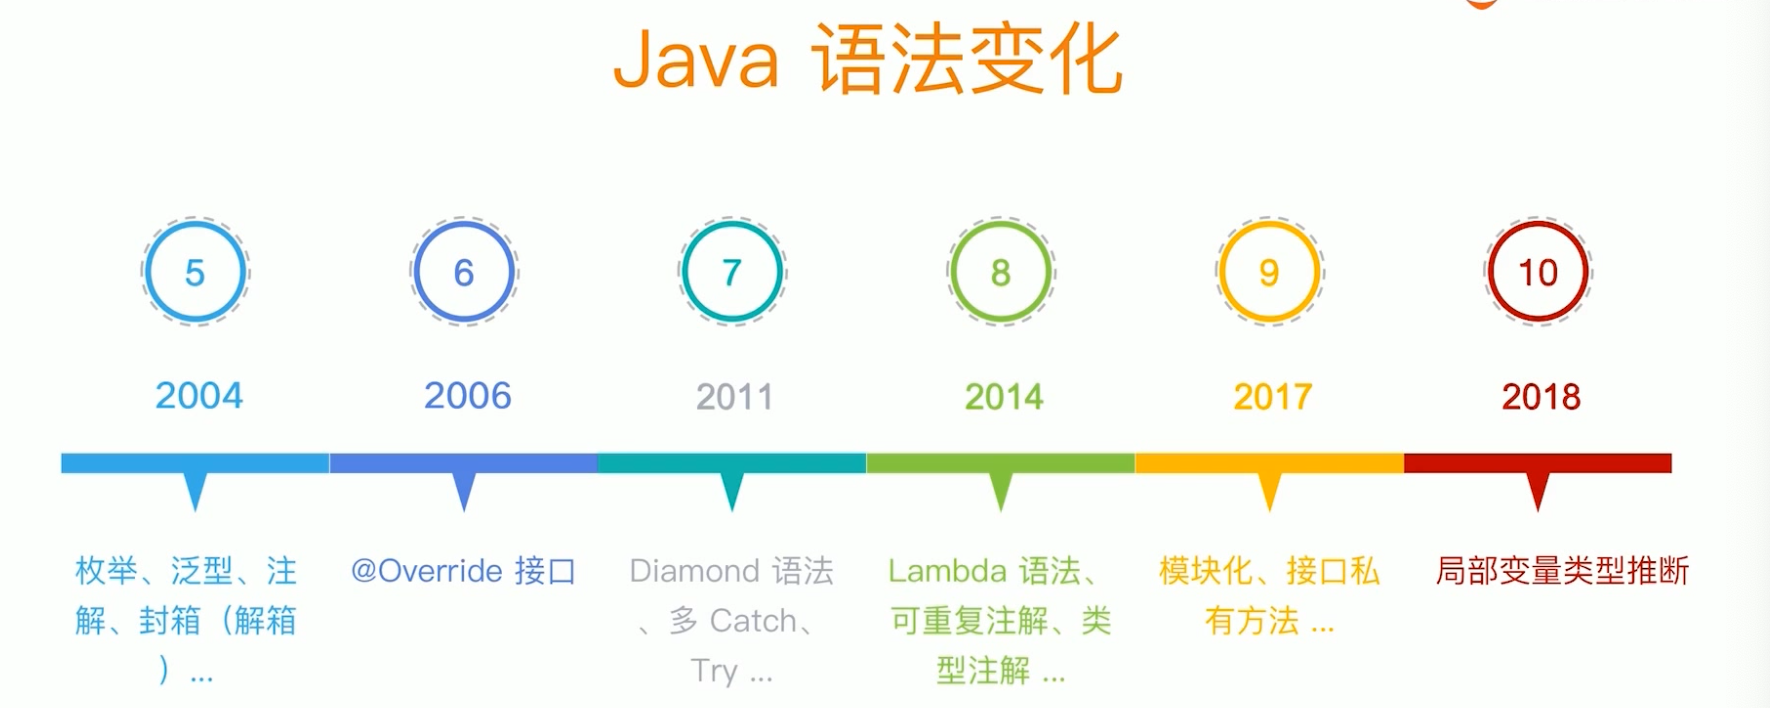 Java 语法变化
5
6
7
8
9
10
2004
2006
2011
2014
2017
2018
枚举、泛型、注
解、封箱（解箱
）...
@Override 接口
Diamond 语法
、多 Catch、
Try ...
Lambda 语法、
可重复注解、类
型注解 ...
模块化、接口私
有方法 ...
局部变量类型推断